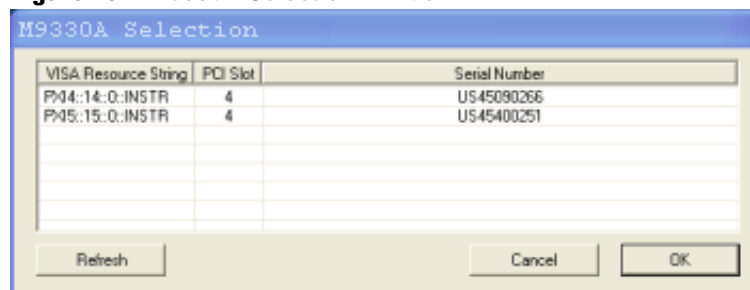 M9330A Selection
VISA Resource String PCI Slot Serial Number
PXI4::14::0::INSTR 4 US45090266
PXI5::15::0::INSTR 4 US45400251
Refresh Cancel OK